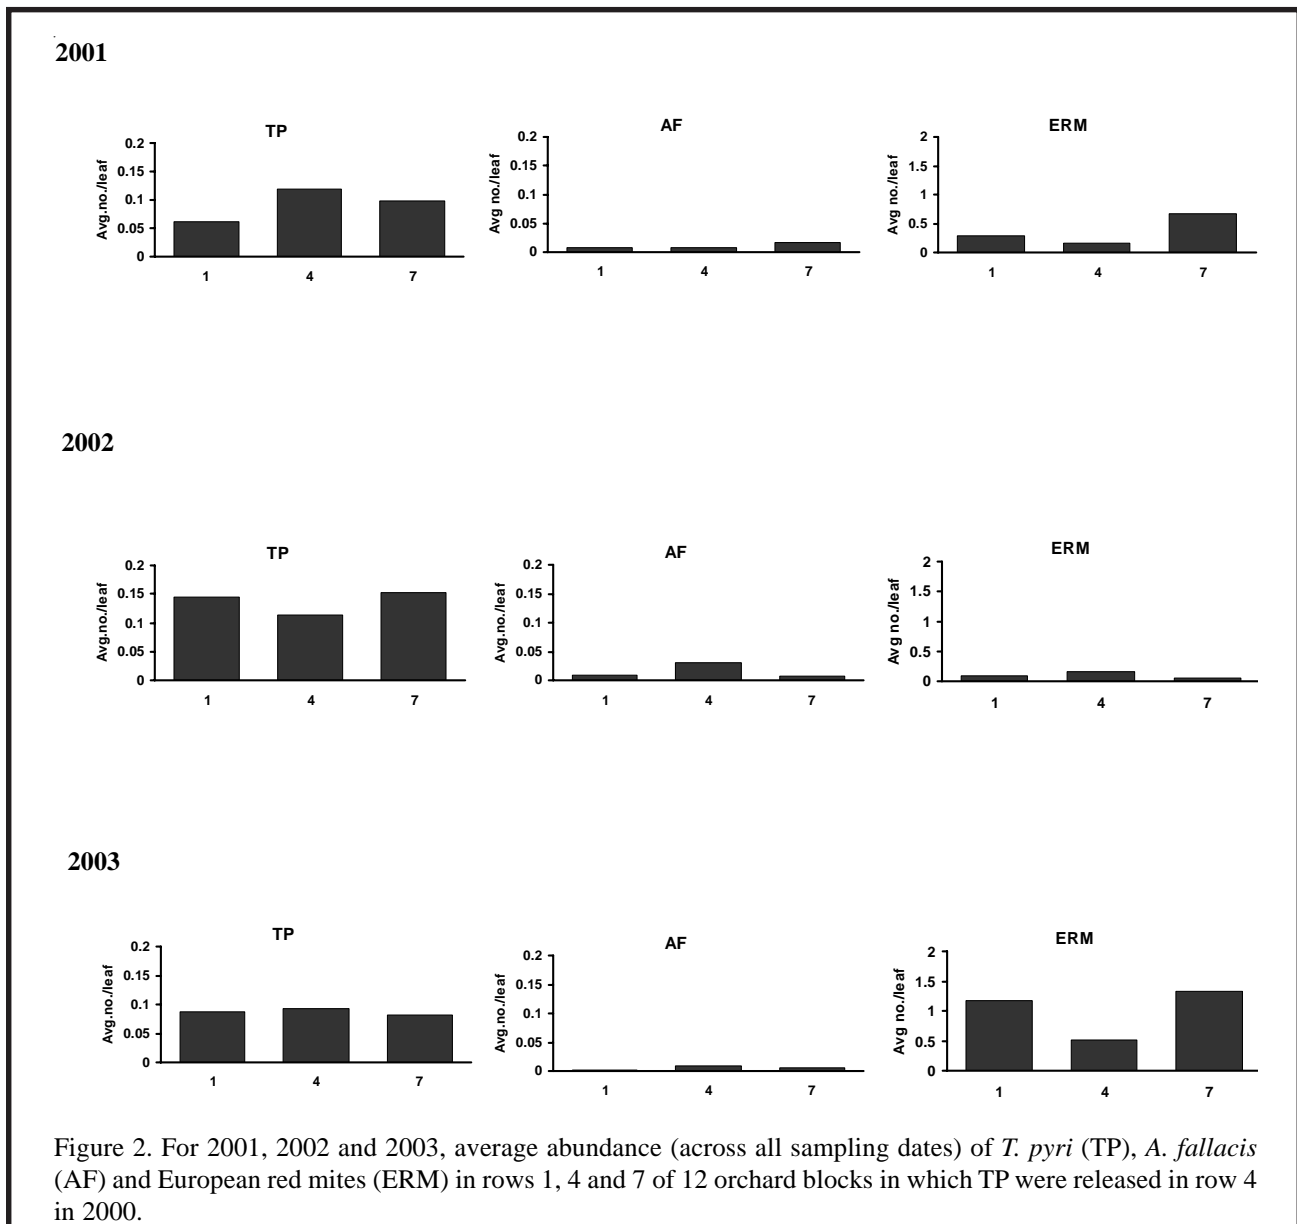 2001
TP
Avg.no./leaf
0.2
0.15
0.1
0.05
0
1 4 7
AF
Avg no./leaf
0.2
0.15
0.1
0.05
0
1 4 7
ERM
Avg no./leaf
2
1.5
1
0.5
0
1 4 7
2002
TP
Avg.no./leaf
0.2
0.15
0.1
0.05
0
1 4 7
AF
Avg.no./leaf
0.2
0.15
0.1
0.05
0
1 4 7
ERM
Avg no./leaf
2
1.5
1
0.5
0
1 4 7
2003
TP
Avg.no./leaf
0.2
0.15
0.1
0.05
0
1 4 7
AF
Avg.no./leaf
0.2
0.15
0.1
0.05
0
1 4 7
ERM
Avg no./leaf
2
1.5
1
0.5
0
1 4 7
Figure 2. For 2001, 2002 and 2003, average abundance (across all sampling dates) of T. pyri (TP), A. fallacis
(AF) and European red mites (ERM) in rows 1, 4 and 7 of 12 orchard blocks in which TP were released in row 4
in 2000.